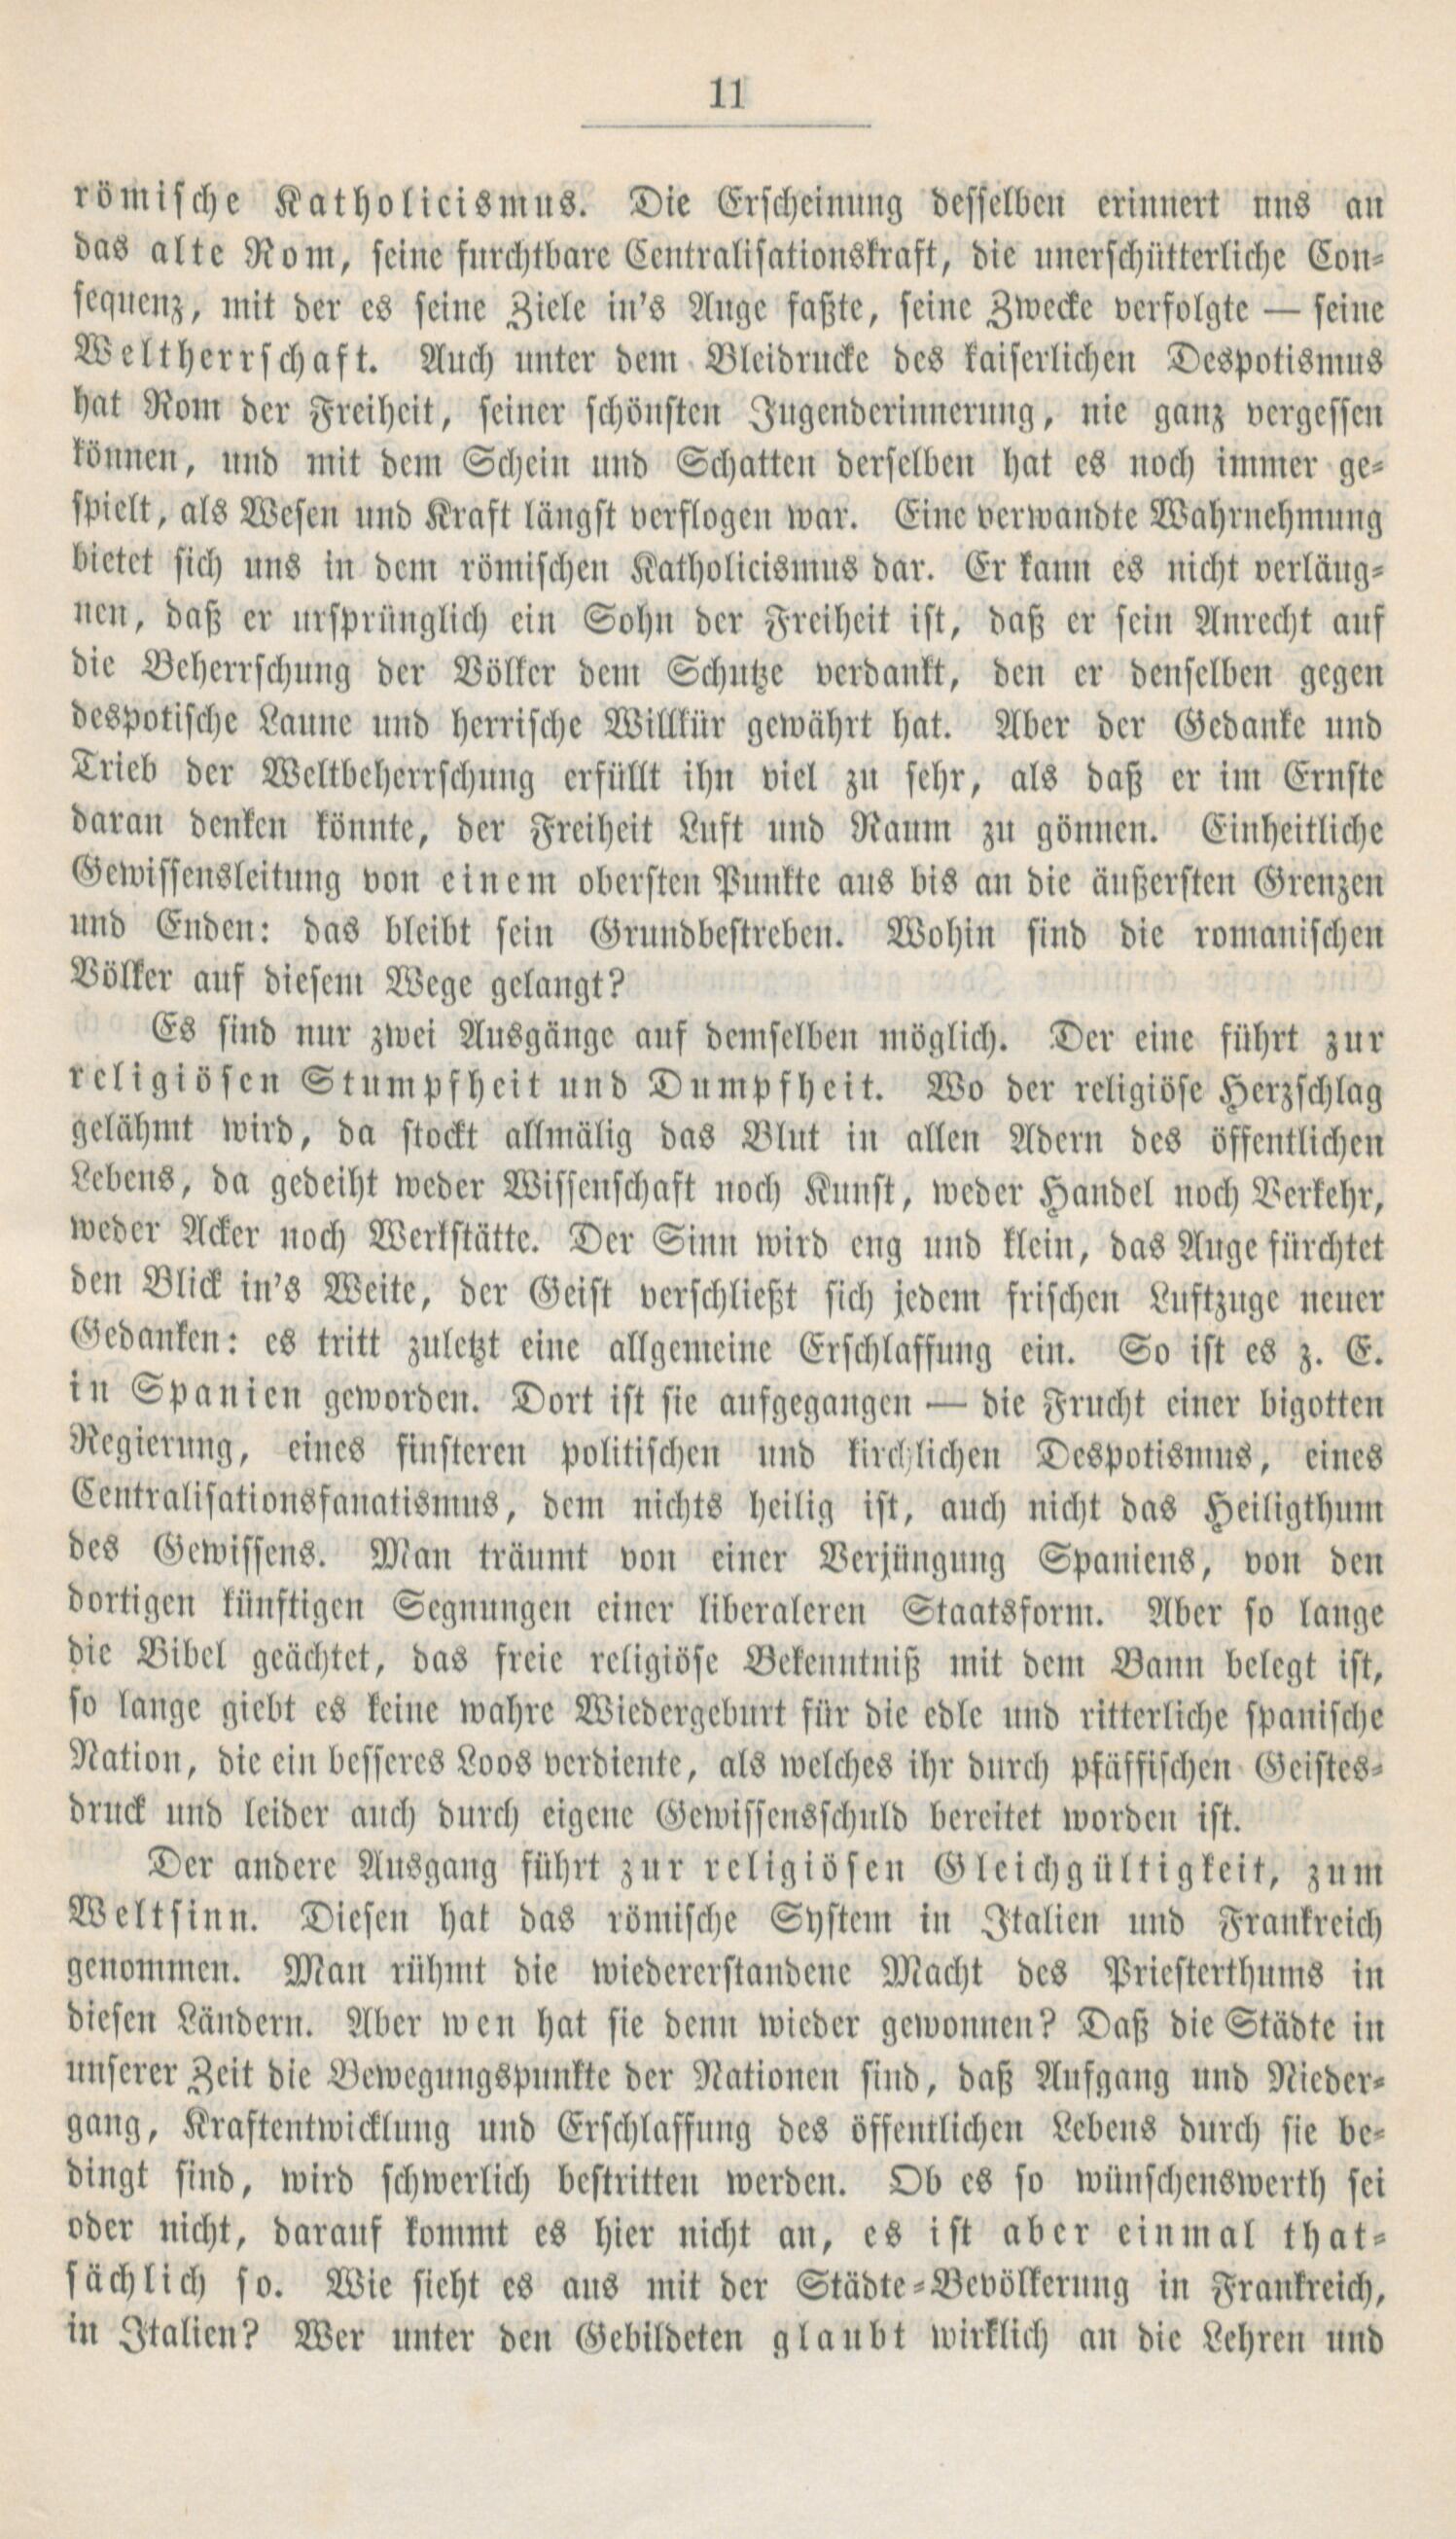 11
römische Katholicismus. Die Erscheinung desselben erinnert uns an
das alte Rom, seine furchtbare Centralisationskraft, die unerschütterliche Con-
sequenz, mit der es seine Ziele in's Auge faßte, seine Zwecke verfolgte — seine
Weltherrschaft. Auch unter dem Bleidrucke des kaiserlichen Despotismus
hat Rom der Freiheit, seiner schönsten Jugenderinnerung, nie ganz vergessen
können, und mit dem Schein und Schatten derselben hat es noch immer ge-
spielt, als Wesen und Kraft längst verflogen war. Eine verwandte Wahrnehmung
bietet sich uns in dem römischen Katholicismus dar. Er kann es nicht verläug-
nen, daß er ursprünglich ein Sohn der Freiheit ist, daß er sein Anrecht auf
die Beherrschung der Völker dem Schutze verdankt, den er denselben gegen
despotische Laune und herrische Willkür gewährt hat. Aber der Gedanke und
Trieb der Weltbeherrschung erfüllt ihn viel zu sehr, als daß er im Ernste
daran denken könnte, der Freiheit Luft und Raum zu gönnen. Einheitliche
Gewissensleitung von einem obersten Punkte aus bis an die äußersten Grenzen
und Enden: das bleibt sein Grundbestreben. Wohin sind die romanischen
Völker auf diesem Wege gelangt?
Es sind nur zwei Ausgänge auf demselben möglich. Der eine führt zur
religiösen Stumpfheit und Dumpfheit. Wo der religiöse Herzschlag
gelähmt wird, da stockt allmälig das Blut in allen Adern des öffentlichen
Lebens, da gedeiht weder Wissenschaft noch Kunst, weder Handel noch Verkehr,
weder Acker noch Werkstätte. Der Sinn wird eng und klein, das Auge fürchtet
den Blick in's Weite, der Geist verschließt sich jedem frischen Luftzuge neuer
Gedanken: es tritt zuletzt eine allgemeine Erschlaffung ein. So ist es z. E.
in Spanien geworden. Dort ist sie aufgegangen — die Frucht einer bigotten
Regierung, eines finsteren politischen und kirchlichen Despotismus, eines
Centralisationsfanatismus, dem nichts heilig ist, auch nicht das Heiligthum
des Gewissens. Man träumt von einer Verjüngung Spaniens, von den
dortigen künftigen Segnungen einer liberaleren Staatsform. Aber so lange
die Bibel geächtet, das freie religiöse Bekenntniß mit dem Bann belegt ist,
so lange giebt es keine wahre Wiedergeburt für die edle und ritterliche spanische
Nation, die ein besseres Loos verdiente, als welches ihr durch pfäffischen Geistes-
druck und leider auch durch eigene Gewissensschuld bereitet worden ist.
Der andere Ausgang führt zur religiösen Gleichgültigkeit, zum
Weltsinn. Diesen hat das römische System in Italien und Frankreich
genommen. Man rühmt die wiedererstandene Macht des Priesterthums in
diesen Ländern. Aber wen hat sie denn wieder gewonnen? Daß die Städte in
unserer Zeit die Bewegungspunkte der Nationen sind, daß Aufgang und Nieder-
gang, Kraftentwicklung und Erschlaffung des öffentlichen Lebens durch sie be-
dingt sind, wird schwerlich bestritten werden. Ob es so wünschenswerth sei
oder nicht, darauf kommt es hier nicht an, es ist aber einmal that-
sächlich so. Wie sieht es aus mit der Städte-Bevölkerung in Frankreich,
in Italien? Wer unter den Gebildeten glaubt wirklich an die Lehren und